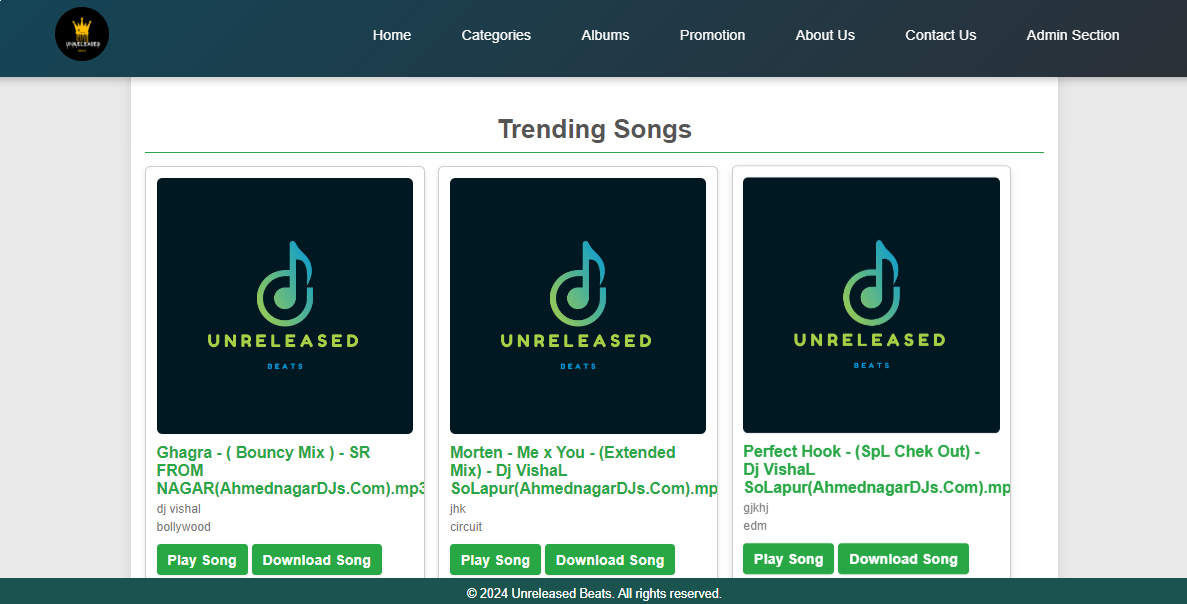 UNRELEASED
Home
Categories
Albums
Promotion
About Us
Contact Us
Admin Section
Trending Songs
UNRELEASED
BEATS
Ghagra - ( Bouncy Mix ) - SR
FROM
NAGAR(AhmednagarDJs.Com).mp3
dj vishal
bollywood
Play Song
Download Song
UNRELEASED
BEATS
Morten - Me x You - (Extended
Mix) - Dj VishaL
SoLapur(AhmednagarDJs.Com).mp
jhk
circuit
Play Song
Download Song
UNRELEASED
BEATS
Perfect Hook - (SpL Chek Out) -
Dj VishaL
SoLapur(AhmednagarDJs.Com).mp
gjkhj
edm
Play Song
Download Song
© 2024 Unreleased Beats. All rights reserved.